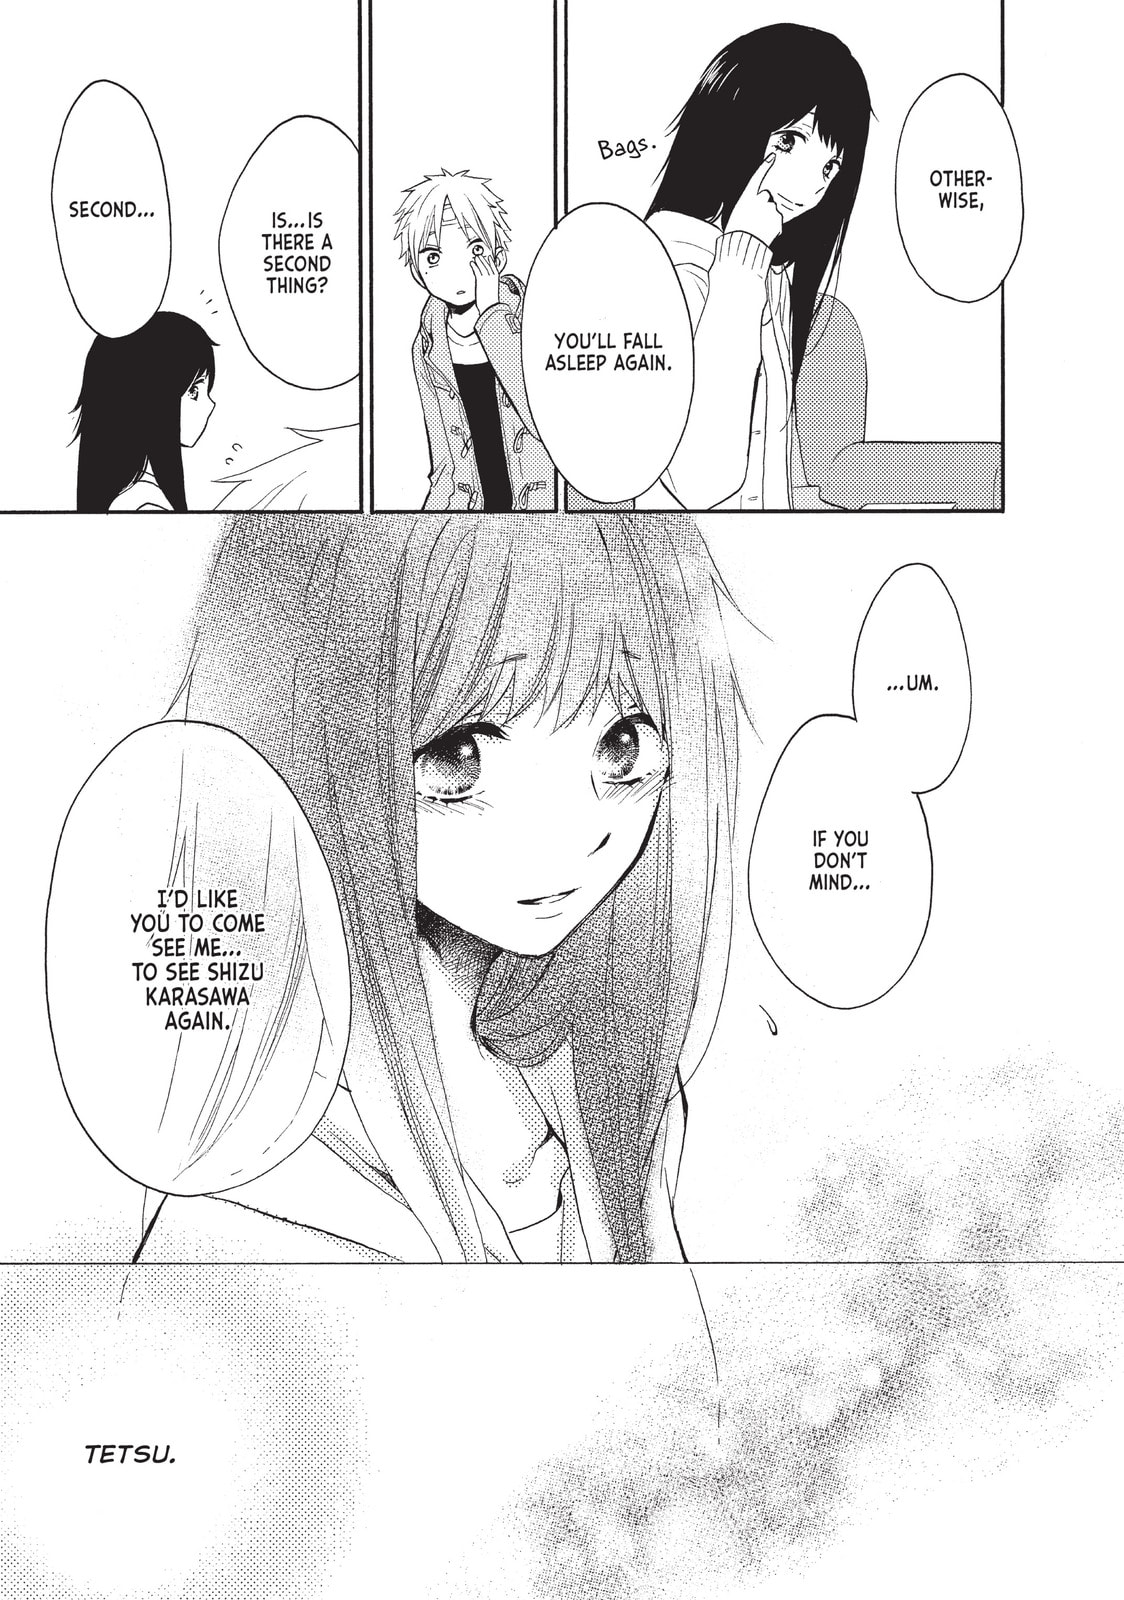 OTHER-
WISE,
Bags.
YOU'LL FALL
ASLEEP AGAIN.
IS...IS
THERE A
SECOND
THING?
SECOND...
...UM.
IF YOU
DON'T
MIND...
I'D LIKE
YOU TO COME
SEE ME...
TO SEE SHIZU
KARASAWA
AGAIN.
TETSU.